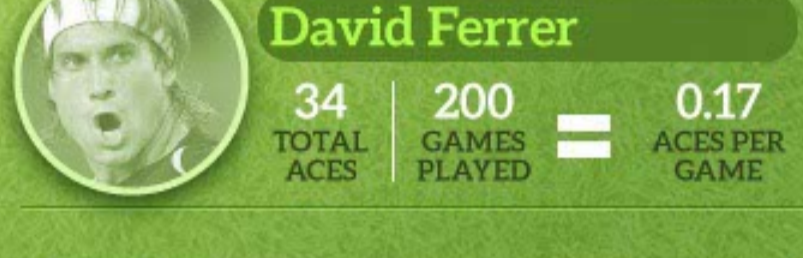 David Ferrer
34 200 = 0.17
TOTAL GAMES ACES PER
ACES PLAYED GAME